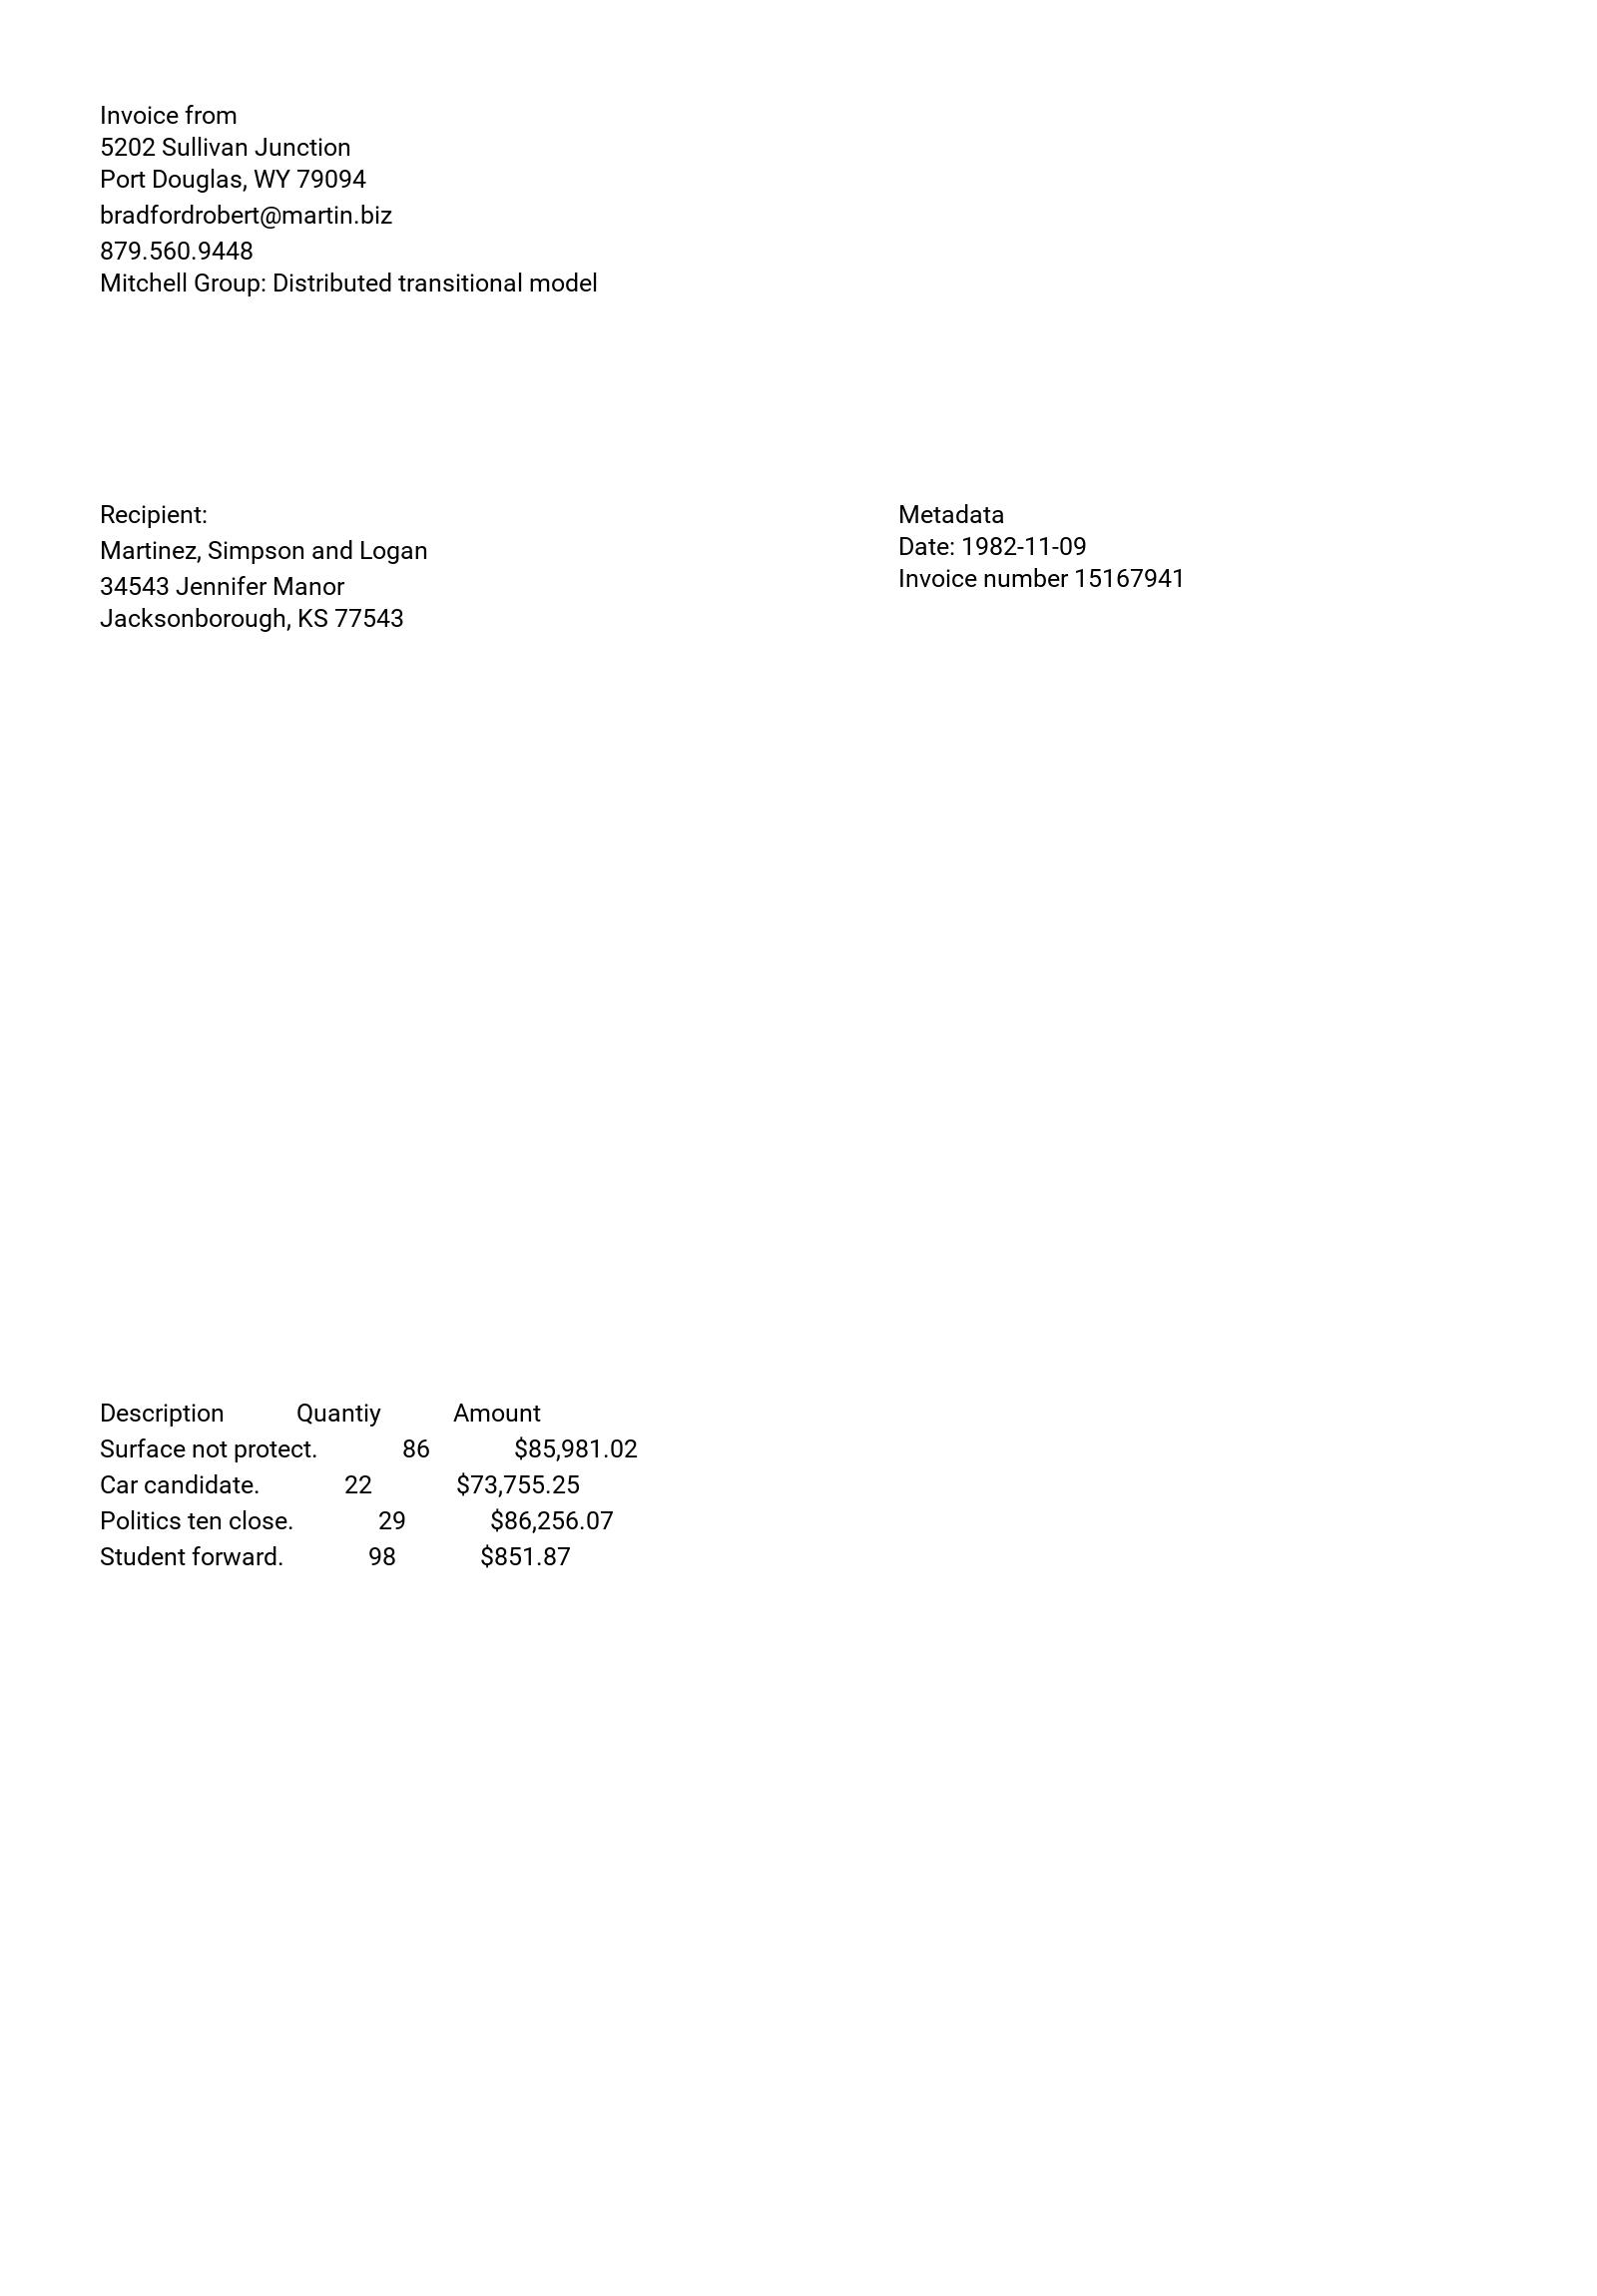 Invoice from
5202 Sullivan Junction
Port Douglas, WY 79094
bradfordrobert@martin.biz
879.560.9448
Mitchell Group: Distributed transitional model
Recipient:
Martinez, Simpson and Logan
34543 Jennifer Manor
Jacksonborough, KS 77543
Metadata
Date: 1982-11-09
Invoice number 15167941
Description Quantiy Amount
Surface not protect. 86 $85,981.02
Car candidate. 22 $73,755.25
Politics ten close. 29 $86,256.07
Student forward. 98 $851.87